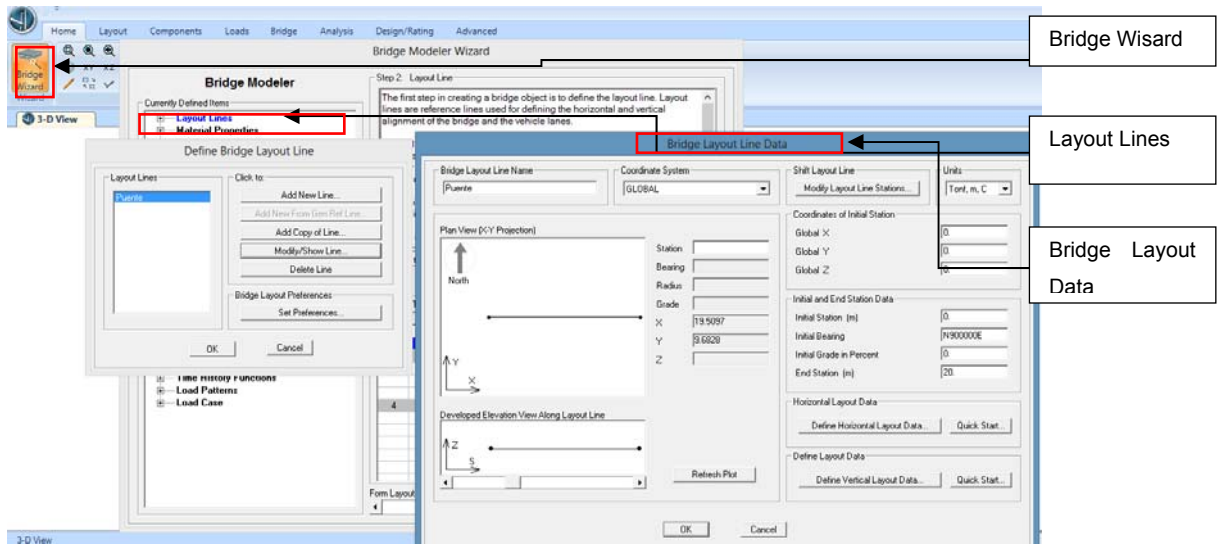 Home Layout Components Loads Bridge Analysis Design/Rating Advanced
Bridge Wisard
Bridge
Wizard
Wizard
Bridge Modeler Wizard
3-D View
Bridge Modeler
Currently Defined Items
Layout Lines
Material Properties
Step 2. Layout Line
The first step in creating a bridge object is to define the layout line. Layout
lines are reference lines used for defining the horizontal and vertical
alignment of the bridge and the vehicle lanes.
Layout Lines
Bridge Layout
Data
Define Bridge Layout Line
Layout Lines
Puente
Click to:
Add New Line...
Add New From Gen Ref Line...
Add Copy of Line...
Modify/Show Line...
Delete Line
Bridge Layout Preferences
Set Preferences...
OK Cancel
Time History Functions
Load Patterns
Load Case
4
Form Layout
Bridge Layout Line Data
Bridge Layout Line Name
Puente
Coordinate System
GLOBAL
Shift Layout Line
Modify Layout Line Stations...
Units
Tonf, m, C
Plan View (X-Y Projection)
North
Y
X
Station
Bearing
Radius
Grade
X 19.5097
Y 9.6828
Z
Coordinates of Initial Station
Global X 0.
Global Y 0.
Global Z 0.
Initial and End Station Data
Initial Station (m) 0.
Initial Bearing N900000E
Initial Grade in Percent 0.
End Station (m) 20.
Developed Elevation View Along Layout Line
Z
S
Refresh Plot
Horizontal Layout Data
Define Horizontal Layout Data... Quick Start...
Define Layout Data
Define Vertical Layout Data... Quick Start...
OK Cancel
3-D View